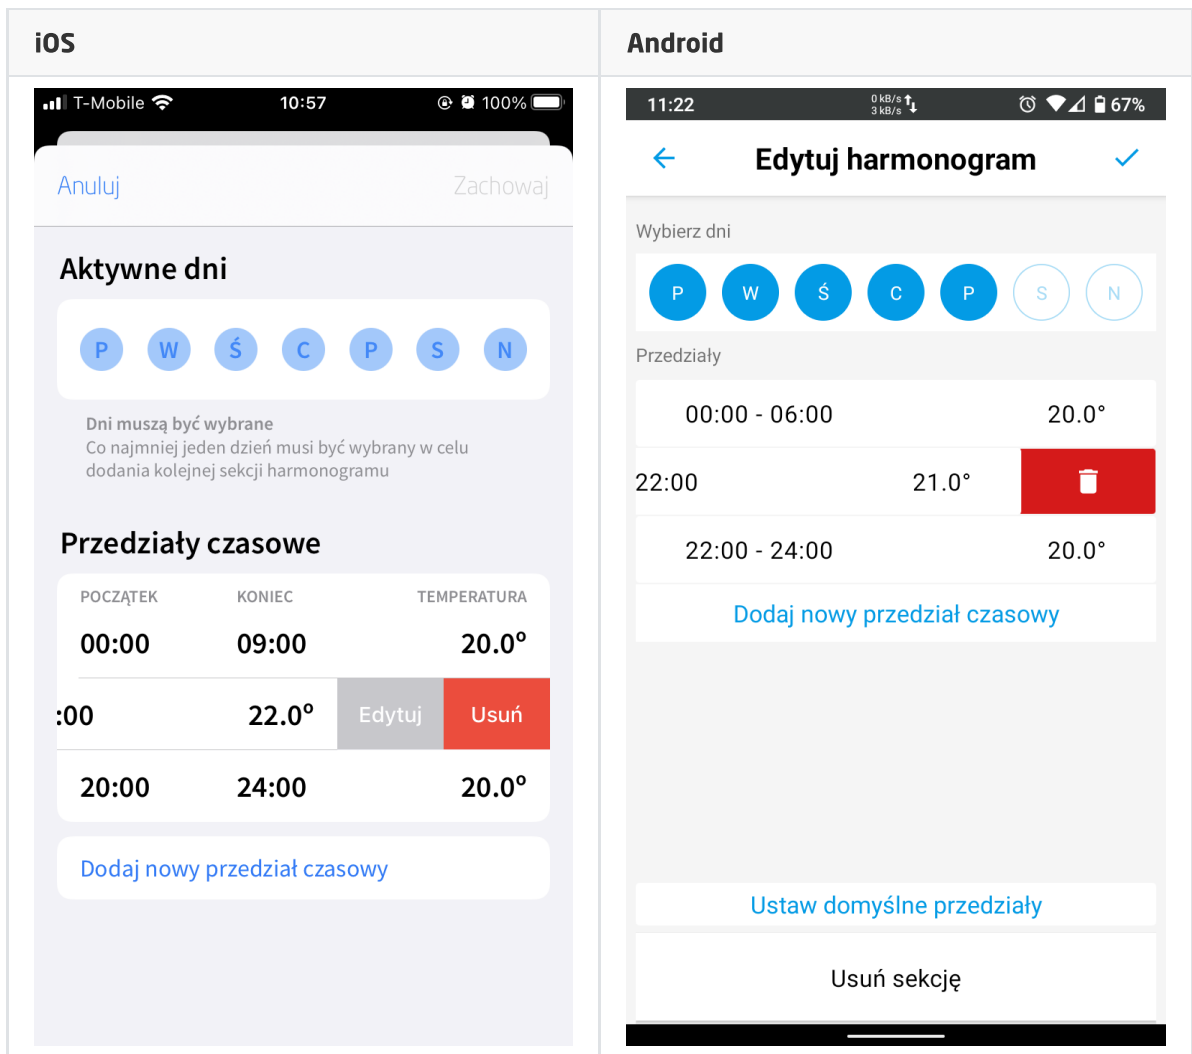 iOS
Android
T-Mobile 10:57 100%
Anuluj Zachowaj
Aktywne dni
P W Ś C P S N
Dni muszą być wybrane
Co najmniej jeden dzień musi być wybrany w celu
dodania kolejnej sekcji harmonogramu
Przedziały czasowe
POCZĄTEK KONIEC TEMPERATURA
00:00 09:00 20.0º
:00 22.0º Edytuj Usuń
20:00 24:00 20.0º
Dodaj nowy przedział czasowy
11:22 0 kB/s 67%
3 kB/s
Edytuj harmonogram
Wybierz dni
P W Ś C P S N
Przedziały
00:00 - 06:00 20.0°
22:00 21.0°
22:00 - 24:00 20.0°
Dodaj nowy przedział czasowy
Ustaw domyślne przedziały
Usuń sekcję